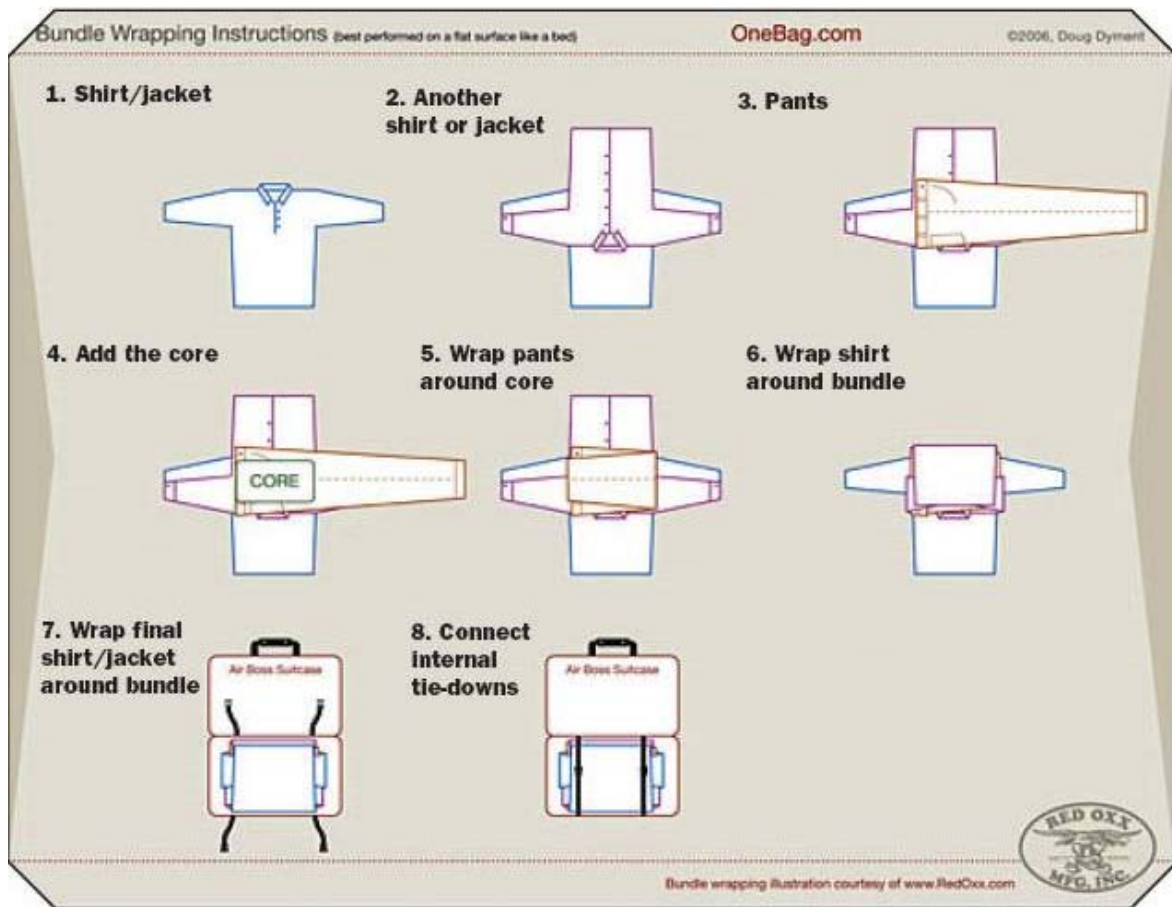 Bundle Wrapping Instructions (best performed on a flat surface like a bed)
OneBag.com
©2006, Doug Dyment
1. Shirt/jacket
2. Another
shirt or jacket
3. Pants
4. Add the core
CORE
5. Wrap pants
around core
6. Wrap shirt
around bundle
7. Wrap final
shirt/jacket
around bundle
Air Boss Suitcase
8. Connect
internal
tie-downs
Air Boss Suitcase
RED OXX
MFG, INC.
Bundle wrapping illustration courtesy of www.RedOxx.com